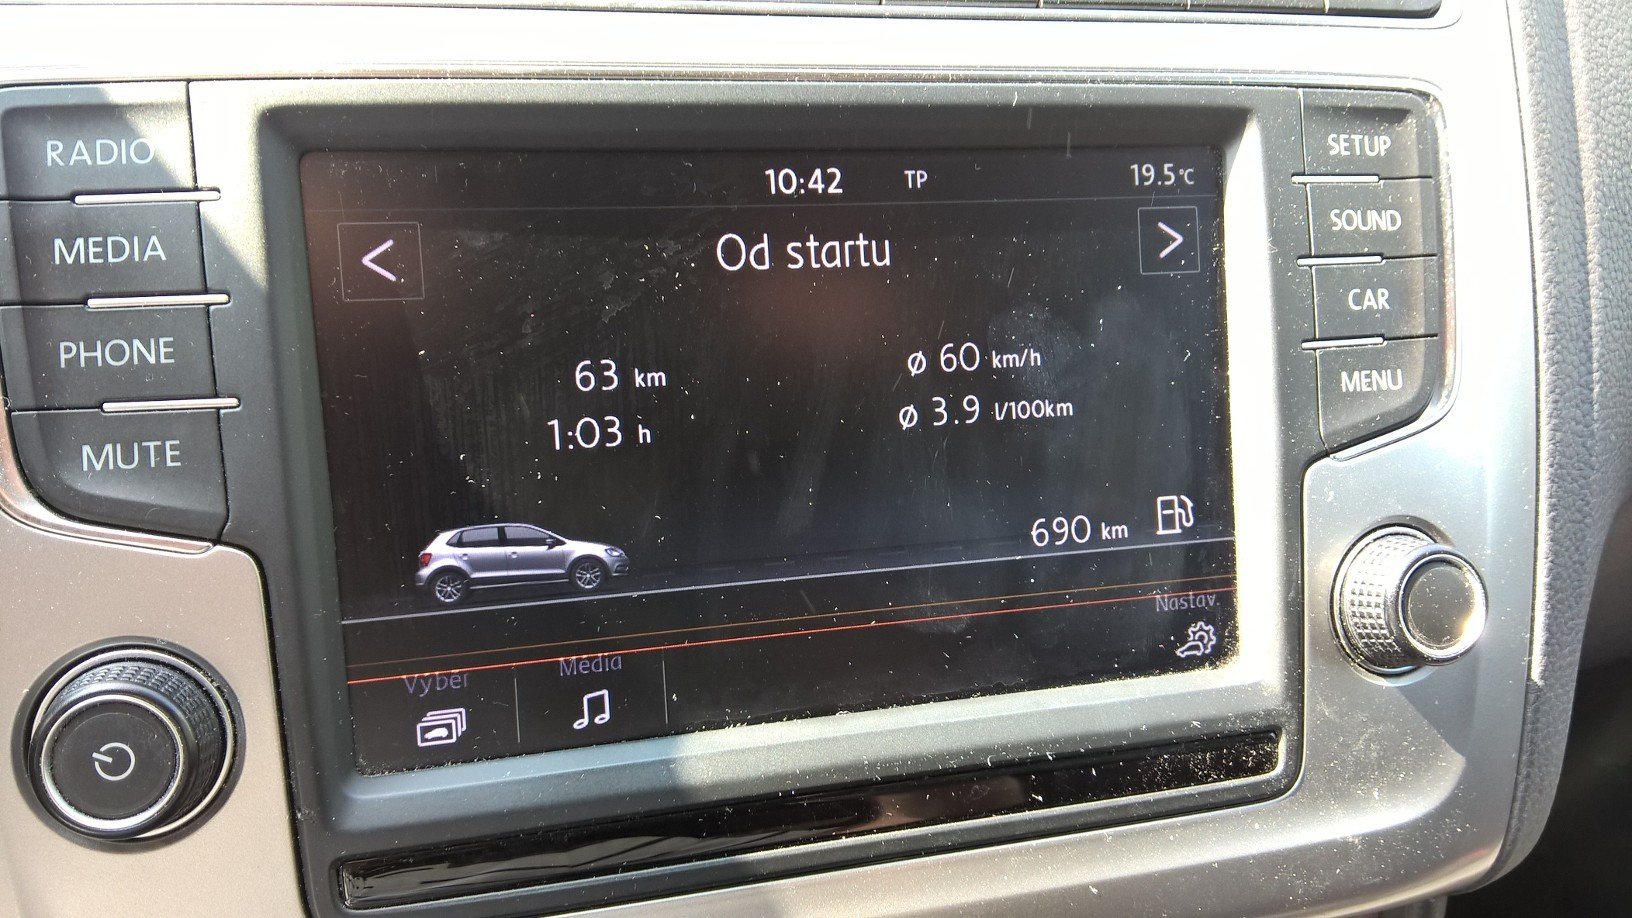 RADIO
MEDIA
PHONE
MUTE
10:42 TP 19.5°C
< Od startu >
63 km
1:03 h
ø 60 km/h
ø 3.9 l/100km
690 km
Nastav.
Výběr
Média
SETUP
SOUND
CAR
MENU